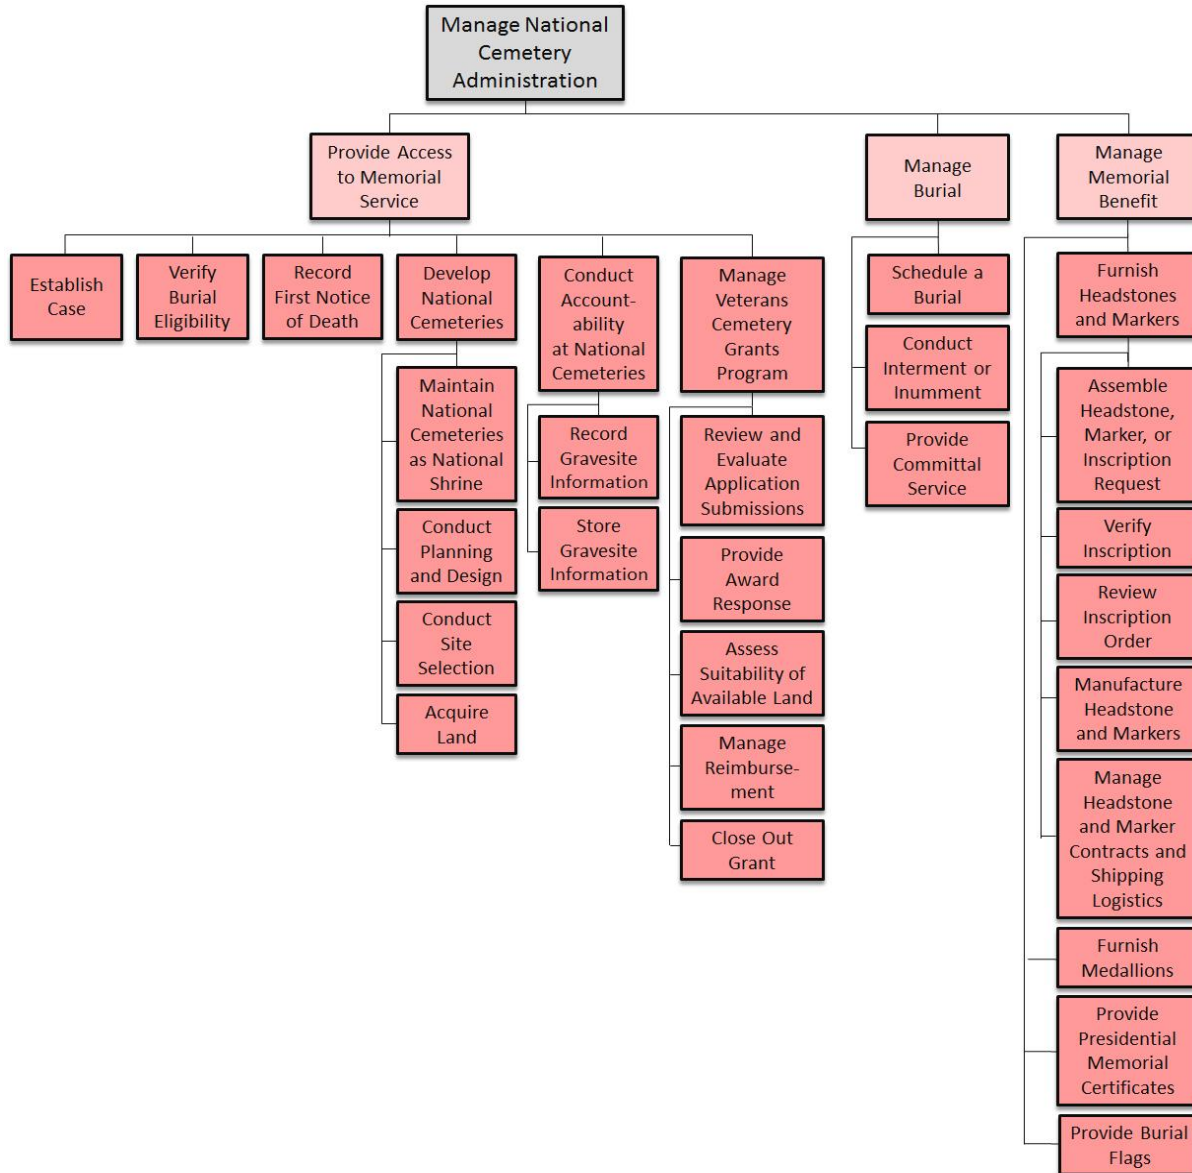 Manage National
Cemetery
Administration
Provide Access
to Memorial
Service
Manage
Burial
Manage
Memorial
Benefit
Establish
Case
Verify
Burial
Eligibility
Record
First Notice
of Death
Develop
National
Cemeteries
Maintain
National
Cemeteries
as National
Shrine
Conduct
Planning
and Design
Conduct
Site
Selection
Acquire
Land
Conduct
Account-
ability
at National
Cemeteries
Record
Gravesite
Information
Store
Gravesite
Information
Manage
Veterans
Cemetery
Grants
Program
Review and
Evaluate
Application
Submissions
Provide
Award
Response
Assess
Suitability of
Available Land
Manage
Reimburse-
ment
Close Out
Grant
Schedule a
Burial
Conduct
Interment or
Inumment
Provide
Committal
Service
Furnish
Headstones
and Markers
Assemble
Headstone,
Marker, or
Inscription
Request
Verify
Inscription
Review
Inscription
Order
Manufacture
Headstone
and Markers
Manage
Headstone
and Marker
Contracts and
Shipping
Logistics
Furnish
Medallions
Provide
Presidential
Memorial
Certificates
Provide Burial
Flags